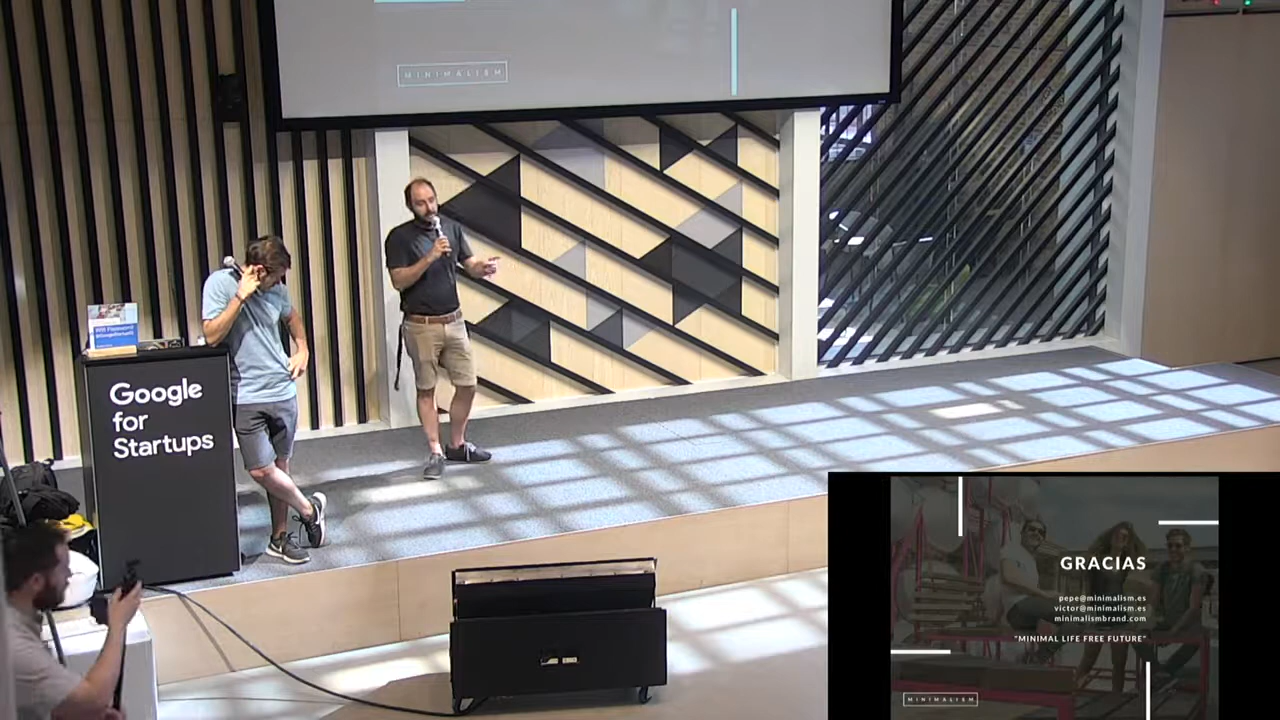 MINIMALISM
Google
for
Startups
GRACIAS
pepe@minimalism.es
victor@minimalism.es
minimalismbrand.com
"MINIMAL LIFE FREE FUTURE"
MINIMALISM